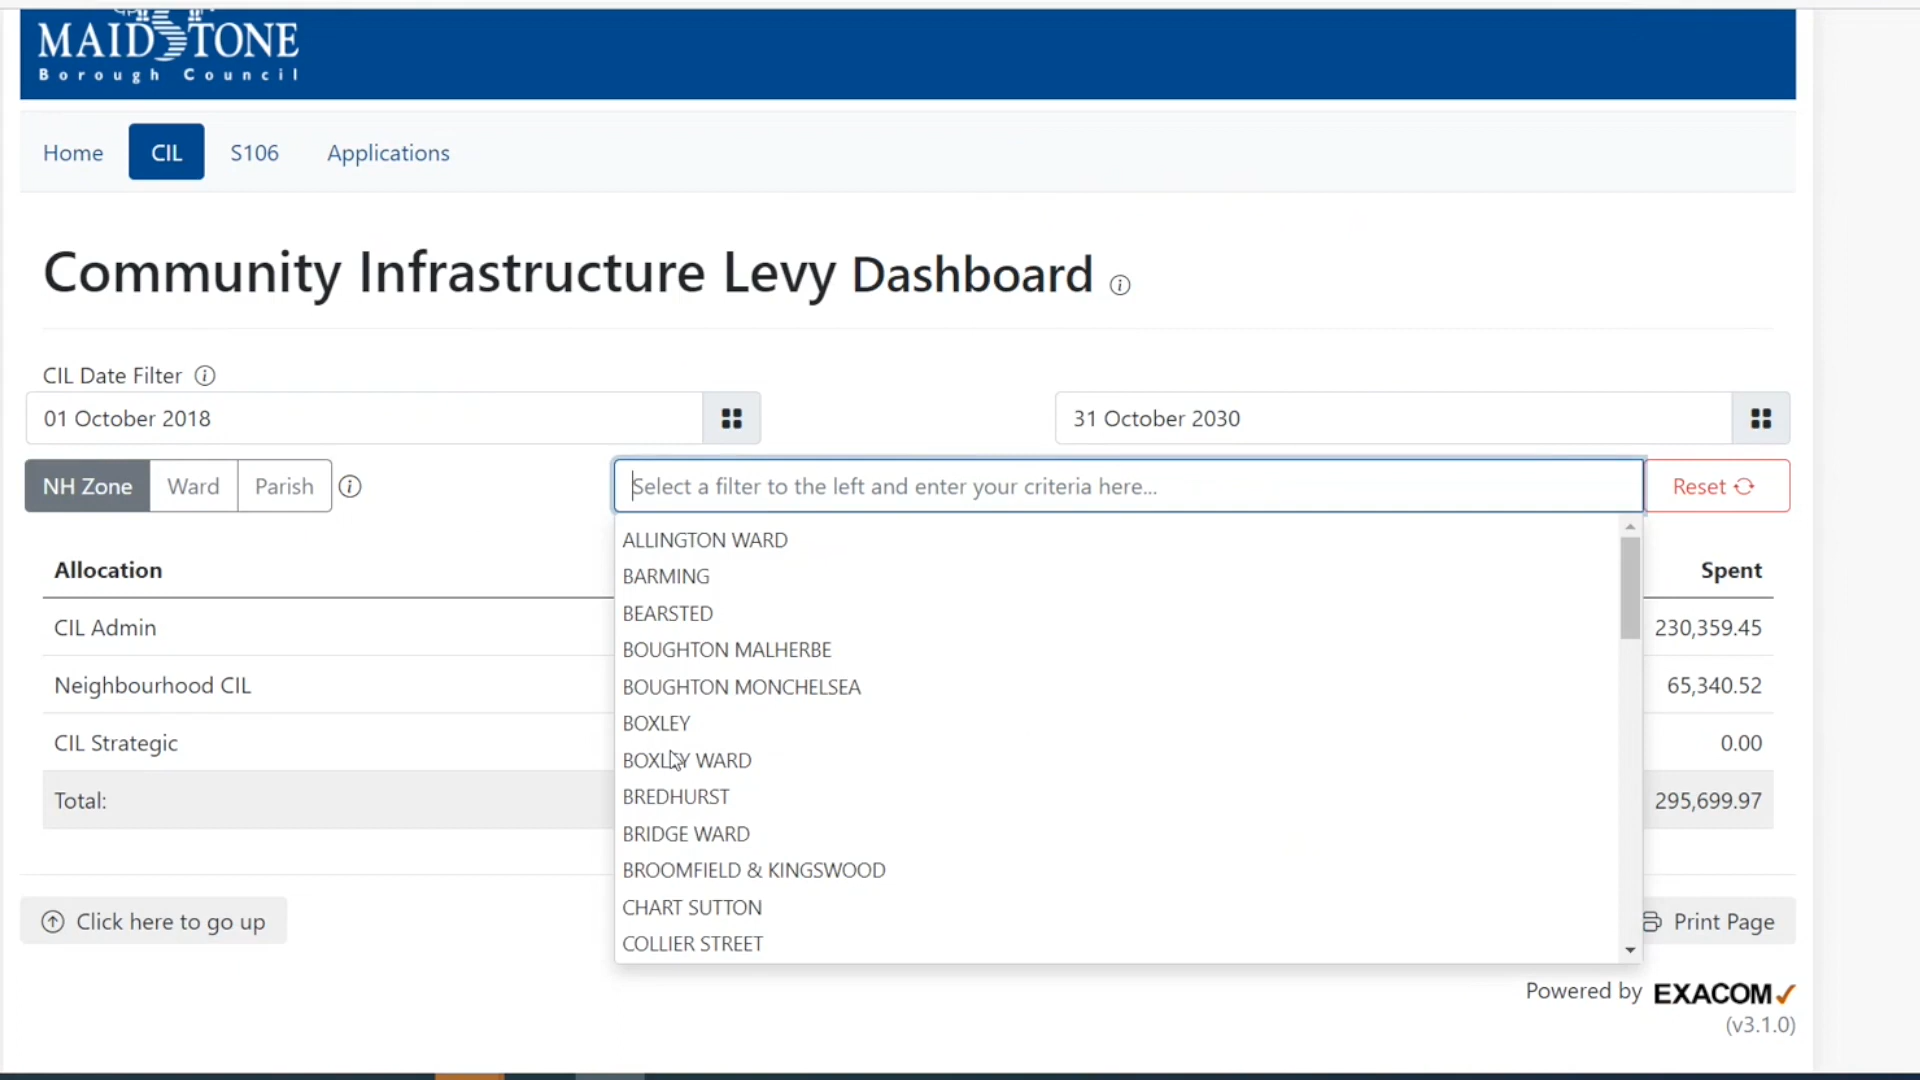 MAIDSTONE
Borough Council
Home CIL S106 Applications
Community Infrastructure Levy Dashboard
CIL Date Filter
01 October 2018 31 October 2030
NH Zone Ward Parish Select a filter to the left and enter your criteria here... Reset
ALLINGTON WARD
Allocation Spent
BARMING
BEARSTED
CIL Admin 230,359.45
BOUGHTON MALHERBE
Neighbourhood CIL BOUGHTON MONCHELSEA 65,340.52
BOXLEY
CIL Strategic 0.00
BOXLEY WARD
Total: BREDHURST 295,699.97
BRIDGE WARD
BROOMFIELD & KINGSWOOD
CHART SUTTON
Click here to go up Print Page
COLLIER STREET
Powered by EXACOM
(v3.1.0)